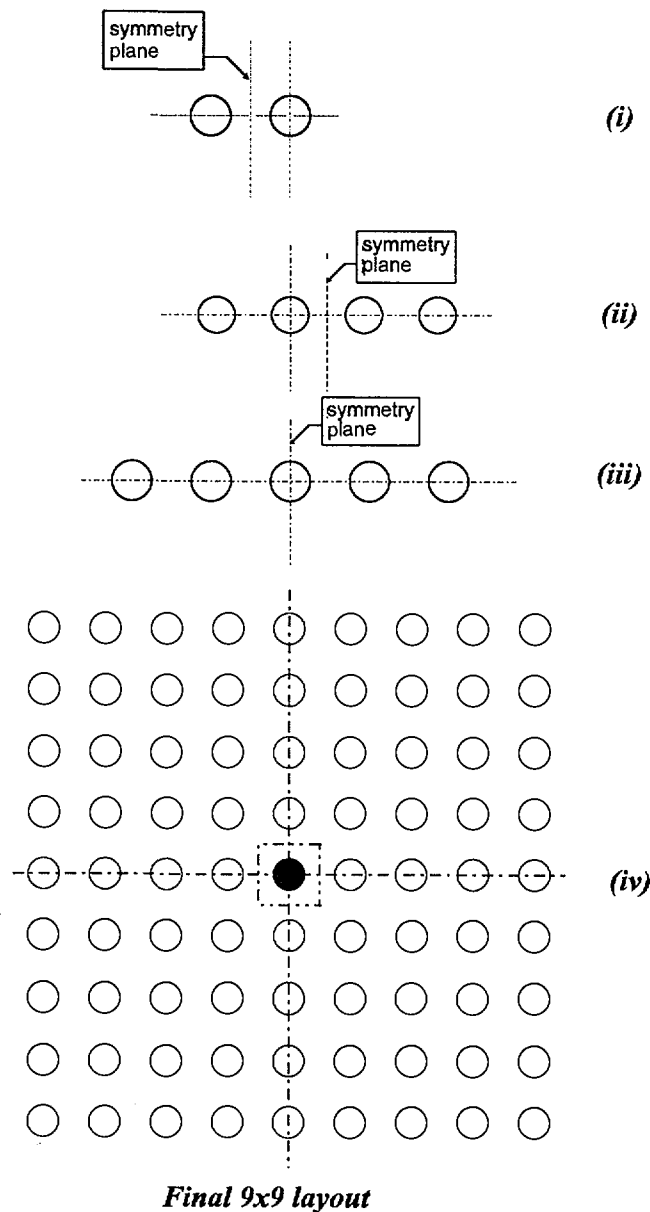 symmetry
plane
(i)
symmetry
plane
(ii)
symmetry
plane
(iii)
(iv)
Final 9x9 layout